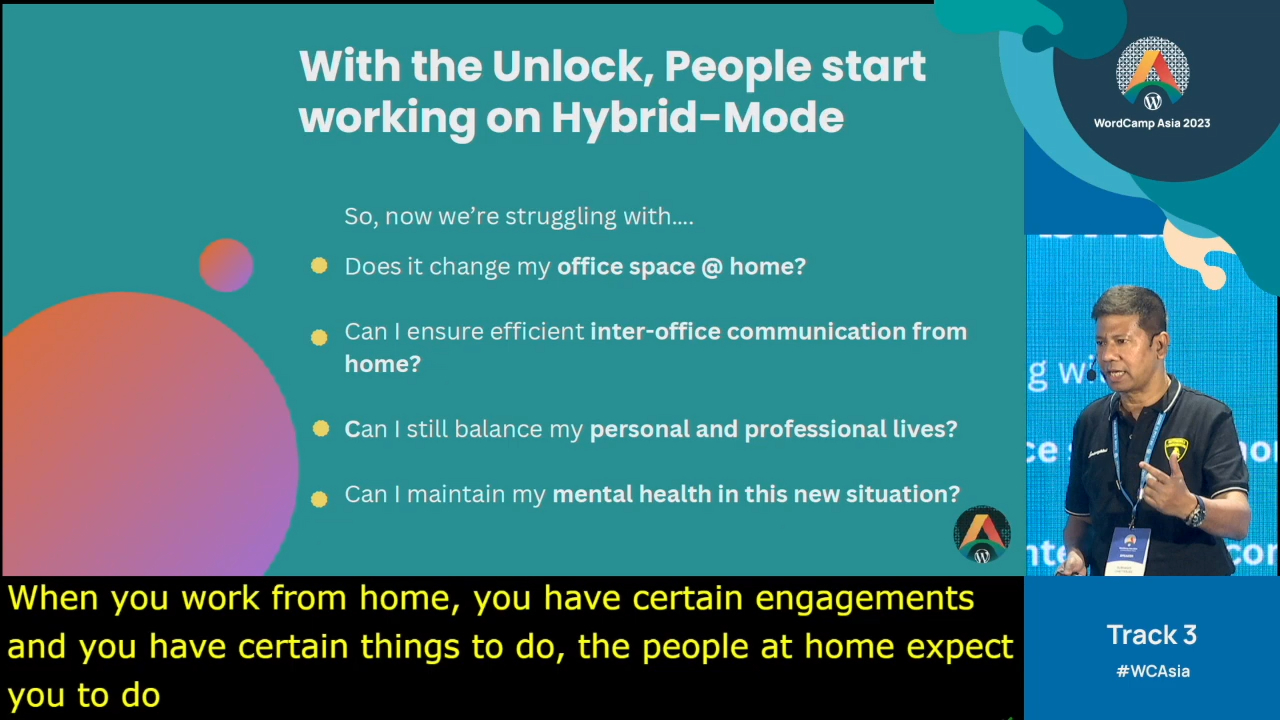 With the Unlock, People start
working on Hybrid-Mode
So, now we're struggling with....
Does it change my office space @ home?
Can I ensure efficient inter-office communication from
home?
Can I still balance my personal and professional lives?
Can I maintain my mental health in this new situation?
WordCamp Asia 2023
g wi
ce s
nte
con
Track 3
#WCAsia
When you work from home, you have certain engagements
and you have certain things to do, the people at home expect
you to do